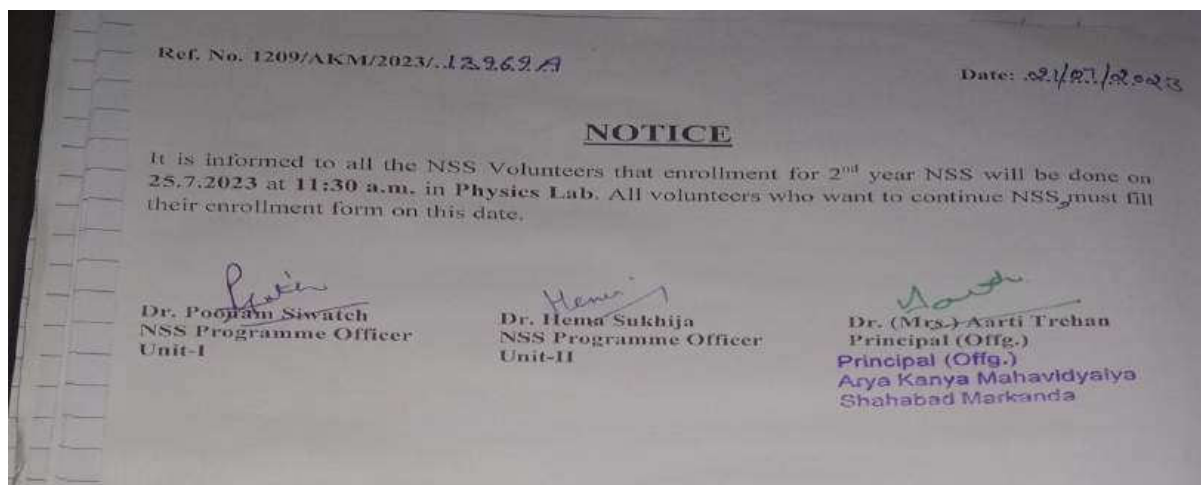 Ref. No. 1209/AKM/2023/..12969A
Date: .21/07/2023
NOTICE
It is informed to all the NSS Volunteers that enrollment for 2nd year NSS will be done on
25.7.2023 at 11:30 a.m. in Physics Lab. All volunteers who want to continue NSS, must fill
their enrollment form on this date.
Dr. Poonam Siwatch
NSS Programme Officer
Unit-I
Dr. Hema Sukhija
NSS Programme Officer
Unit-II
Dr. (Mrs.) Aarti Trehan
Principal (Offg.)
Principal (Offg.)
Arya Kanya Mahavidyalya
Shahabad Markanda